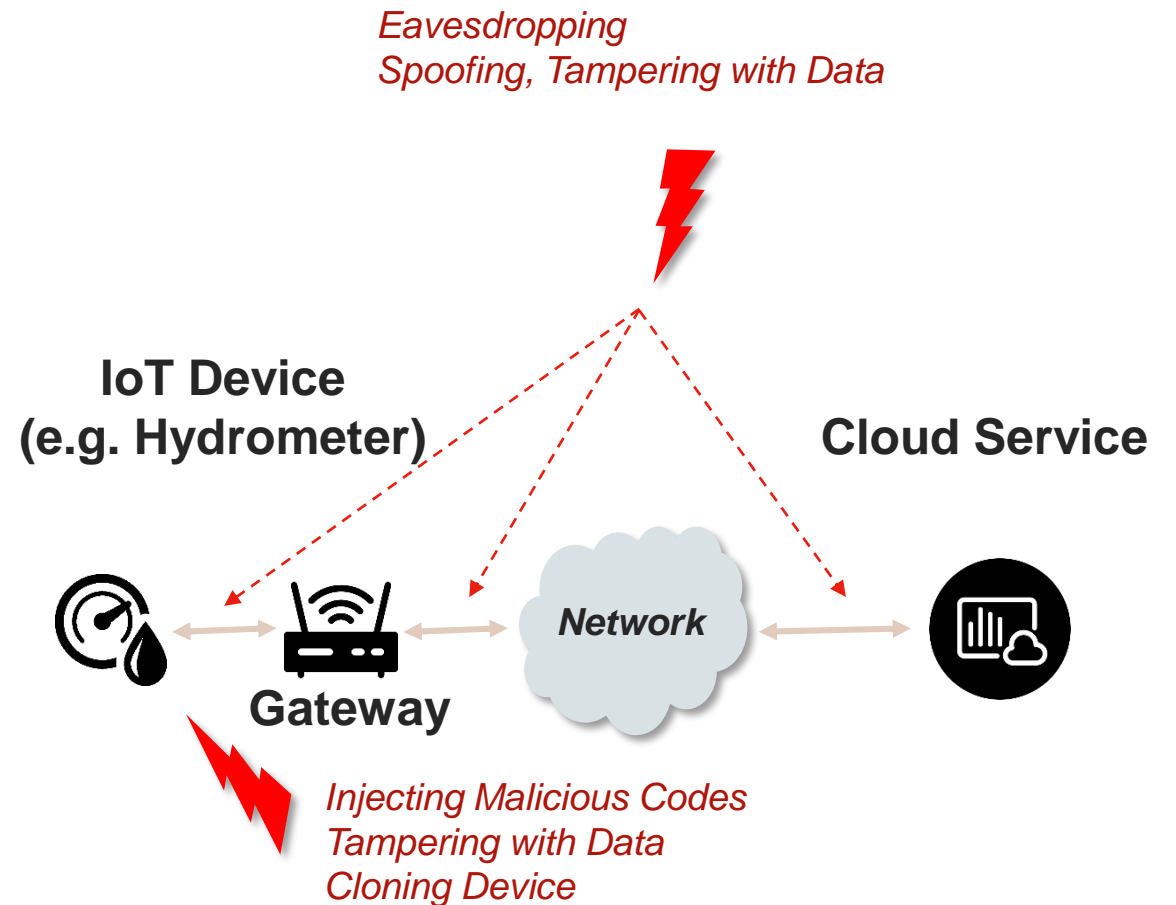 Eavesdropping
Spoofing, Tampering with Data
IoT Device
(e.g. Hydrometer)
Cloud Service
Network
Gateway
Injecting Malicious Codes
Tampering with Data
Cloning Device